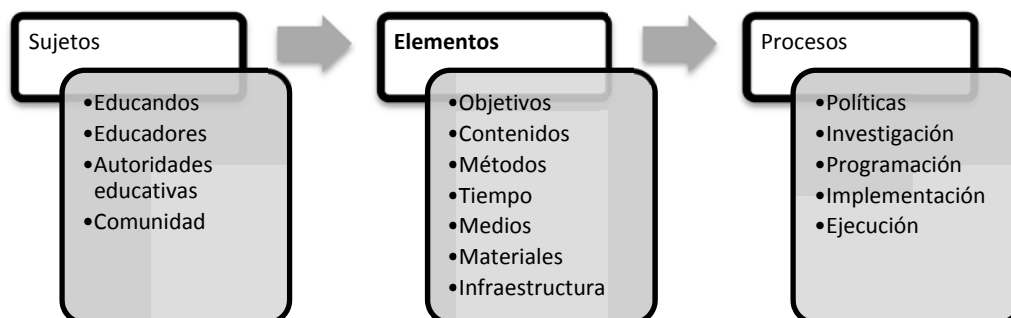 Sujetos
•Educandos
•Educadores
•Autoridades
educativas
•Comunidad
Elementos
•Objetivos
•Contenidos
•Métodos
•Tiempo
•Medios
•Materiales
•Infraestructura
Procesos
•Políticas
•Investigación
•Programación
•Implementación
•Ejecución